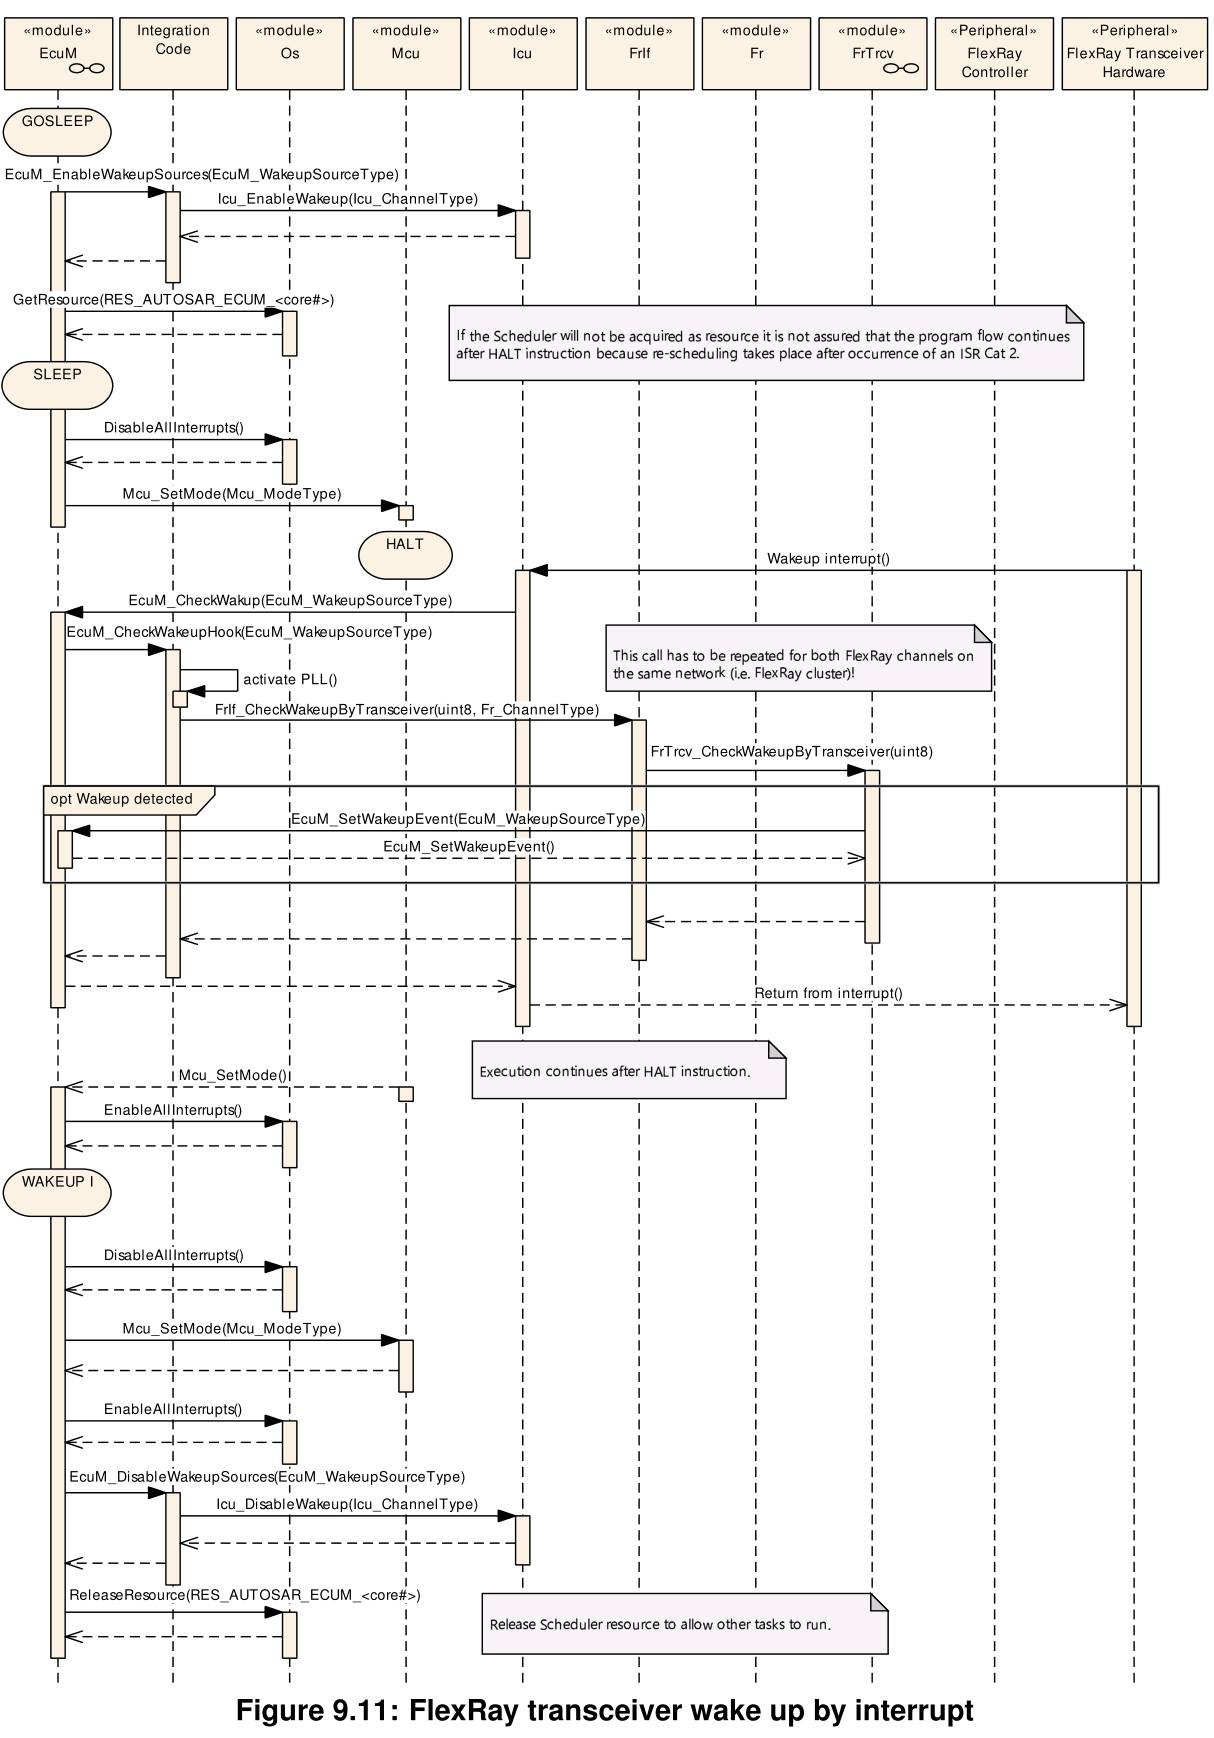 «module»
EcuM
Integration
Code
«module»
Os
«module»
Mcu
«module»
Icu
«module»
FrIf
«module»
Fr
«module»
FrTrcv
«Peripheral»
FlexRay
Controller
«Peripheral»
FlexRay Transceiver
Hardware
GOSLEEP
EcuM_EnableWakeupSources(EcuM_WakeupSourceType)
Icu_EnableWakeup(Icu_ChannelType)
GetResource(RES_AUTOSAR_ECUM_<core#>)
If the Scheduler will not be acquired as resource it is not assured that the program flow continues
after HALT instruction because re-scheduling takes place after occurrence of an ISR Cat 2.
SLEEP
DisableAllInterrupts()
Mcu_SetMode(Mcu_ModeType)
HALT
Wakeup interrupt()
EcuM_CheckWakup(EcuM_WakeupSourceType)
EcuM_CheckWakeupHook(EcuM_WakeupSourceType)
This call has to be repeated for both FlexRay channels on
the same network (i.e. FlexRay cluster)!
activate PLL()
FrIf_CheckWakeupByTransceiver(uint8, Fr_ChannelType)
FrTrcv_CheckWakeupByTransceiver(uint8)
opt Wakeup detected
EcuM_SetWakeupEvent(EcuM_WakeupSourceType)
EcuM_SetWakeupEvent()
Return from interrupt()
Execution continues after HALT instruction.
Mcu_SetMode()
EnableAllInterrupts()
WAKEUP I
DisableAllInterrupts()
Mcu_SetMode(Mcu_ModeType)
EnableAllInterrupts()
EcuM_DisableWakeupSources(EcuM_WakeupSourceType)
Icu_DisableWakeup(Icu_ChannelType)
ReleaseResource(RES_AUTOSAR_ECUM_<core#>)
Release Scheduler resource to allow other tasks to run.
Figure 9.11: FlexRay transceiver wake up by interrupt